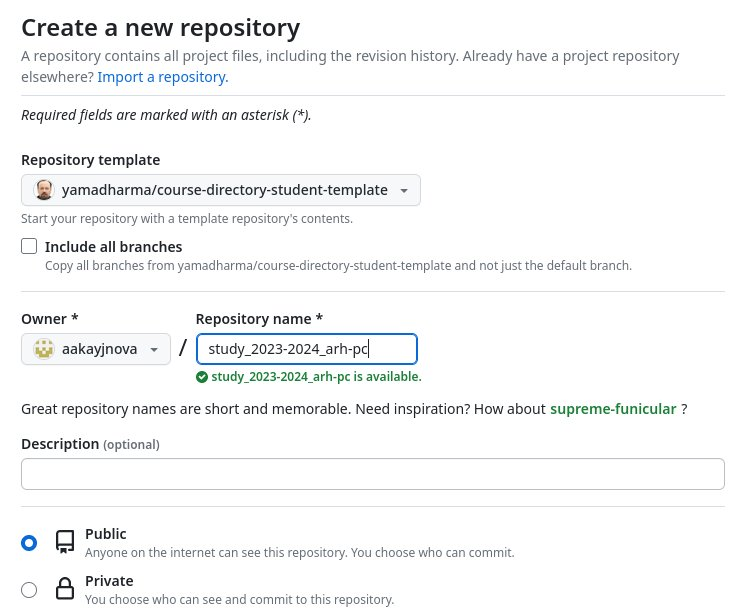 Create a new repository
A repository contains all project files, including the revision history. Already have a project repository
elsewhere? Import a repository.
Required fields are marked with an asterisk (*).
Repository template
yamadharma/course-directory-student-template
Start your repository with a template repository's contents.
Include all branches
Copy all branches from yamadharma/course-directory-student-template and not just the default branch.
Owner * Repository name *
aakayjnova / study_2023-2024_arh-pc
study_2023-2024_arh-pc is available.
Great repository names are short and memorable. Need inspiration? How about supreme-funicular ?
Description (optional)
Public
Anyone on the internet can see this repository. You choose who can commit.
Private
You choose who can see and commit to this repository.